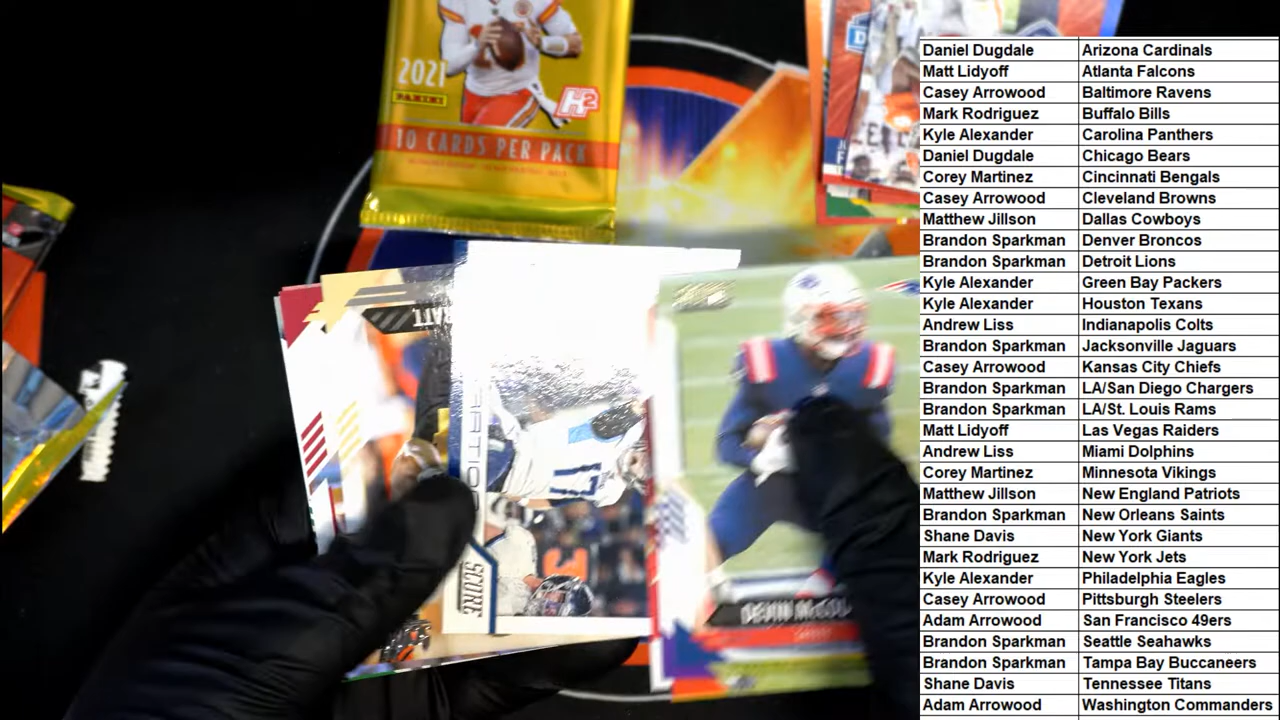 2021
PANINI
H2
10 CARDS PER PACK
SCORE
17
Daniel Dugdale Arizona Cardinals
Matt Lidyoff Atlanta Falcons
Casey Arrowood Baltimore Ravens
Mark Rodriguez Buffalo Bills
Kyle Alexander Carolina Panthers
Daniel Dugdale Chicago Bears
Corey Martinez Cincinnati Bengals
Casey Arrowood Cleveland Browns
Matthew Jillson Dallas Cowboys
Brandon Sparkman Denver Broncos
Brandon Sparkman Detroit Lions
Kyle Alexander Green Bay Packers
Kyle Alexander Houston Texans
Andrew Liss Indianapolis Colts
Brandon Sparkman Jacksonville Jaguars
Casey Arrowood Kansas City Chiefs
Brandon Sparkman LA/San Diego Chargers
Brandon Sparkman LA/St. Louis Rams
Matt Lidyoff Las Vegas Raiders
Andrew Liss Miami Dolphins
Corey Martinez Minnesota Vikings
Matthew Jillson New England Patriots
Brandon Sparkman New Orleans Saints
Shane Davis New York Giants
Mark Rodriguez New York Jets
Kyle Alexander Philadelphia Eagles
Casey Arrowood Pittsburgh Steelers
Adam Arrowood San Francisco 49ers
Brandon Sparkman Seattle Seahawks
Brandon Sparkman Tampa Bay Buccaneers
Shane Davis Tennessee Titans
Adam Arrowood Washington Commanders